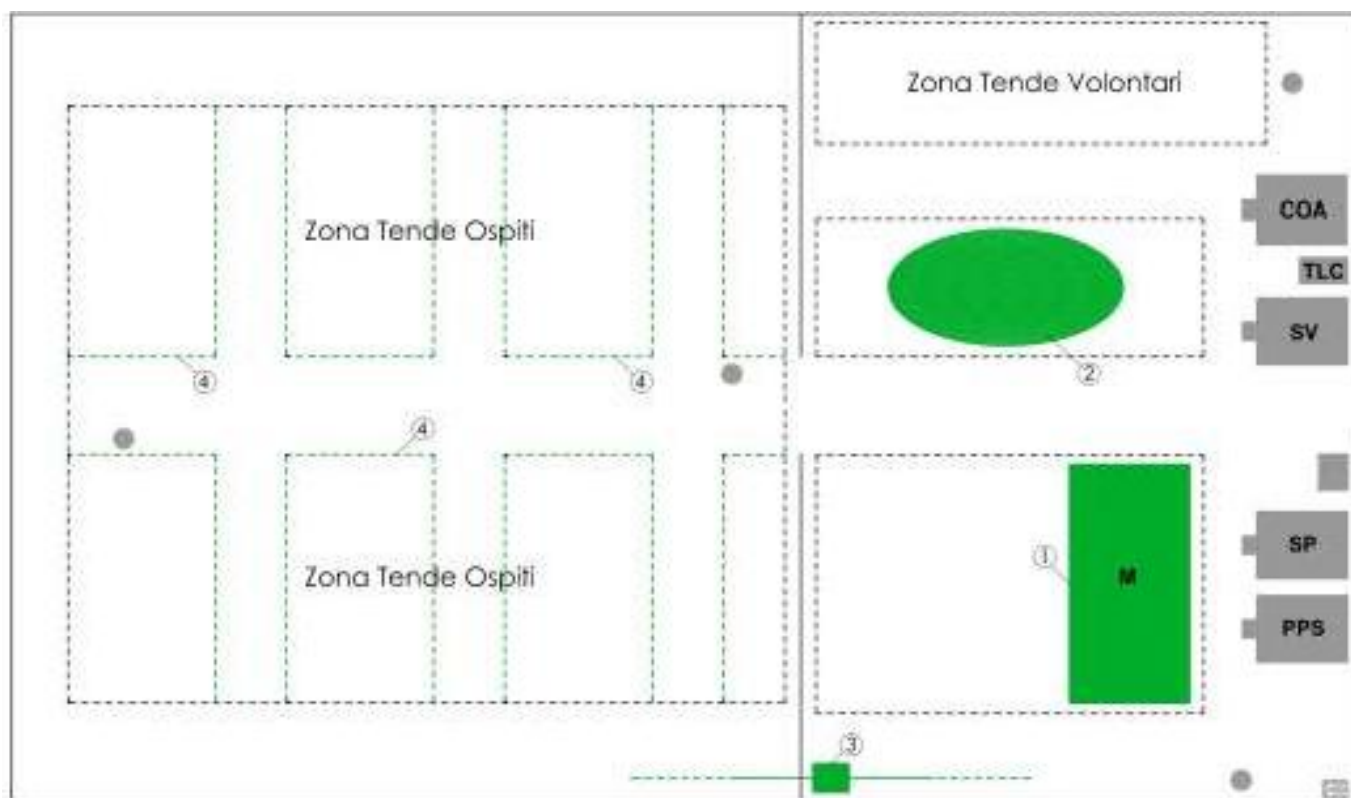 Zona Tende Volontari
COA
Zona Tende Ospiti
TLC
SV
2
4
4
4
1
M
SP
Zona Tende Ospiti
PPS
3